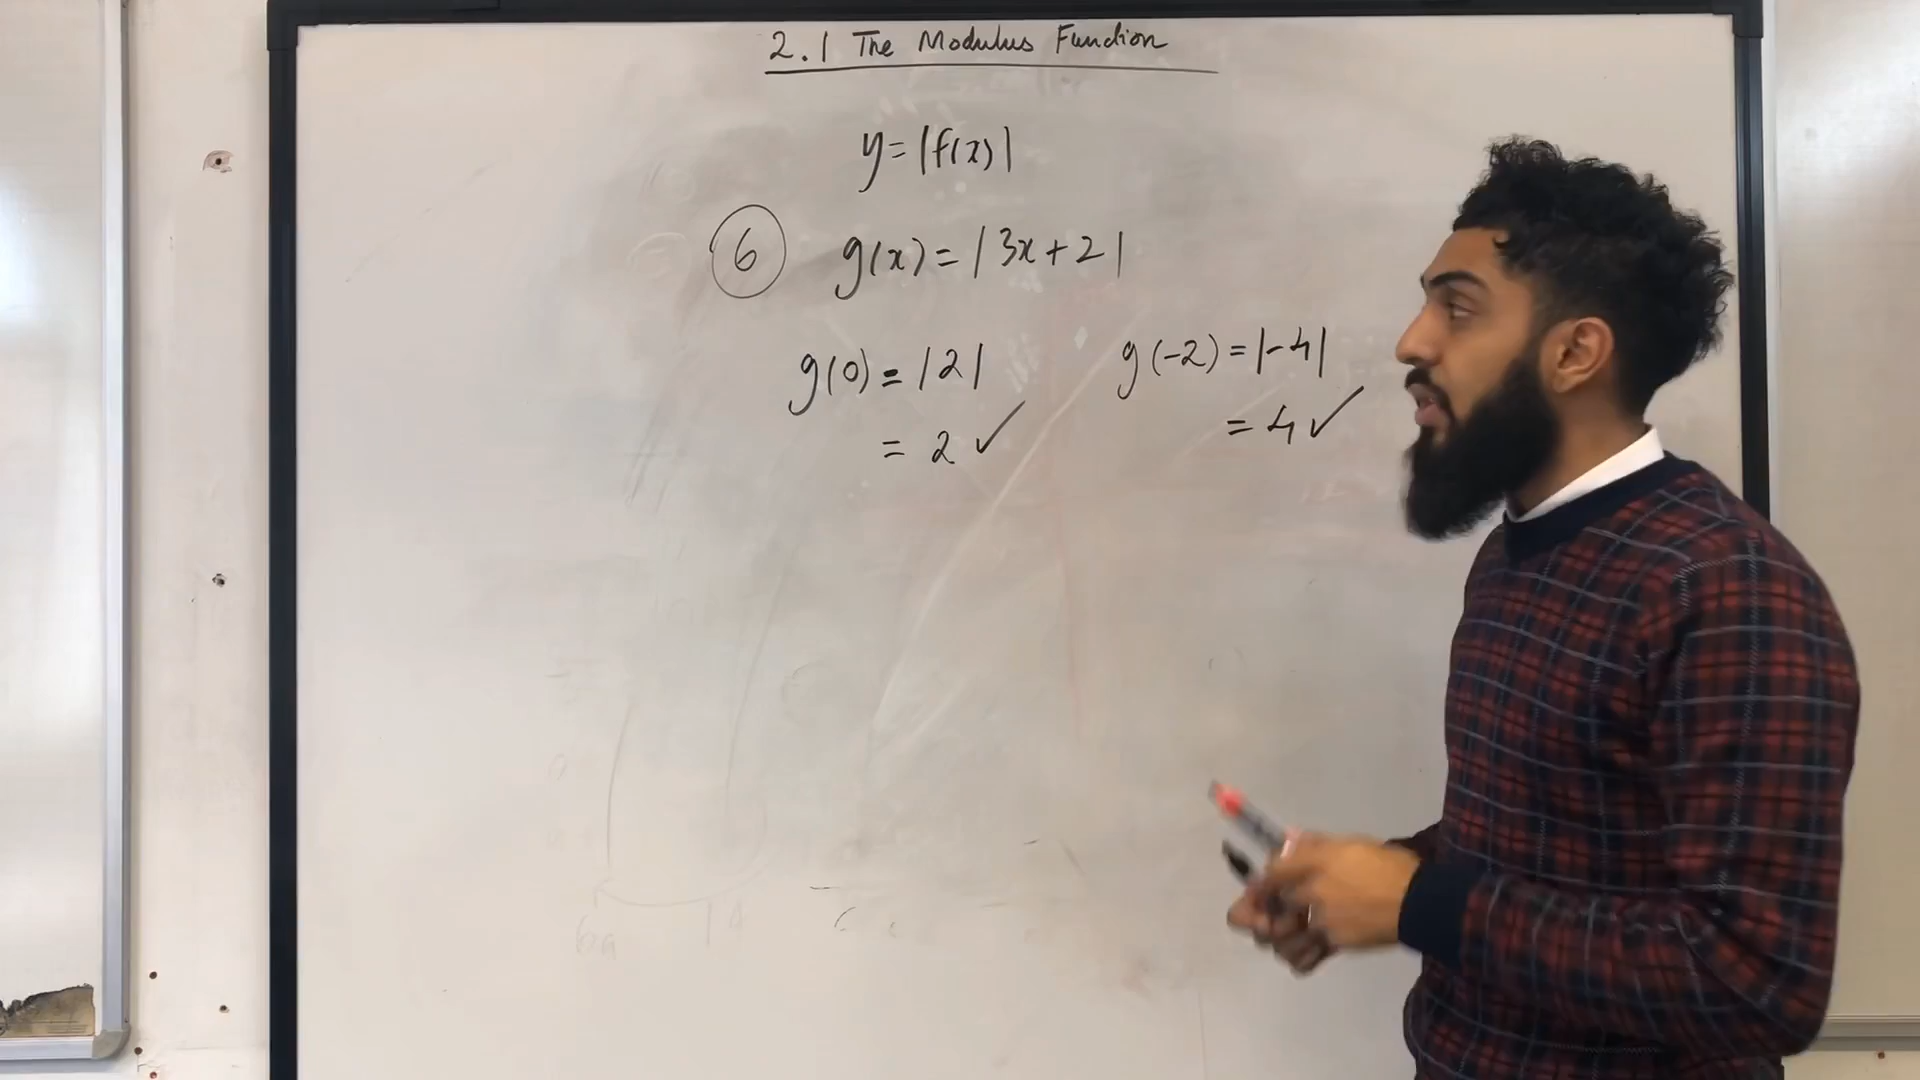 2.1 The Modulus Function
y=|f(x)|
6 g(x)=|3x+2|
g(0)=|2|
= 2 ✓
g(-2)=|-4|
= 4 ✓